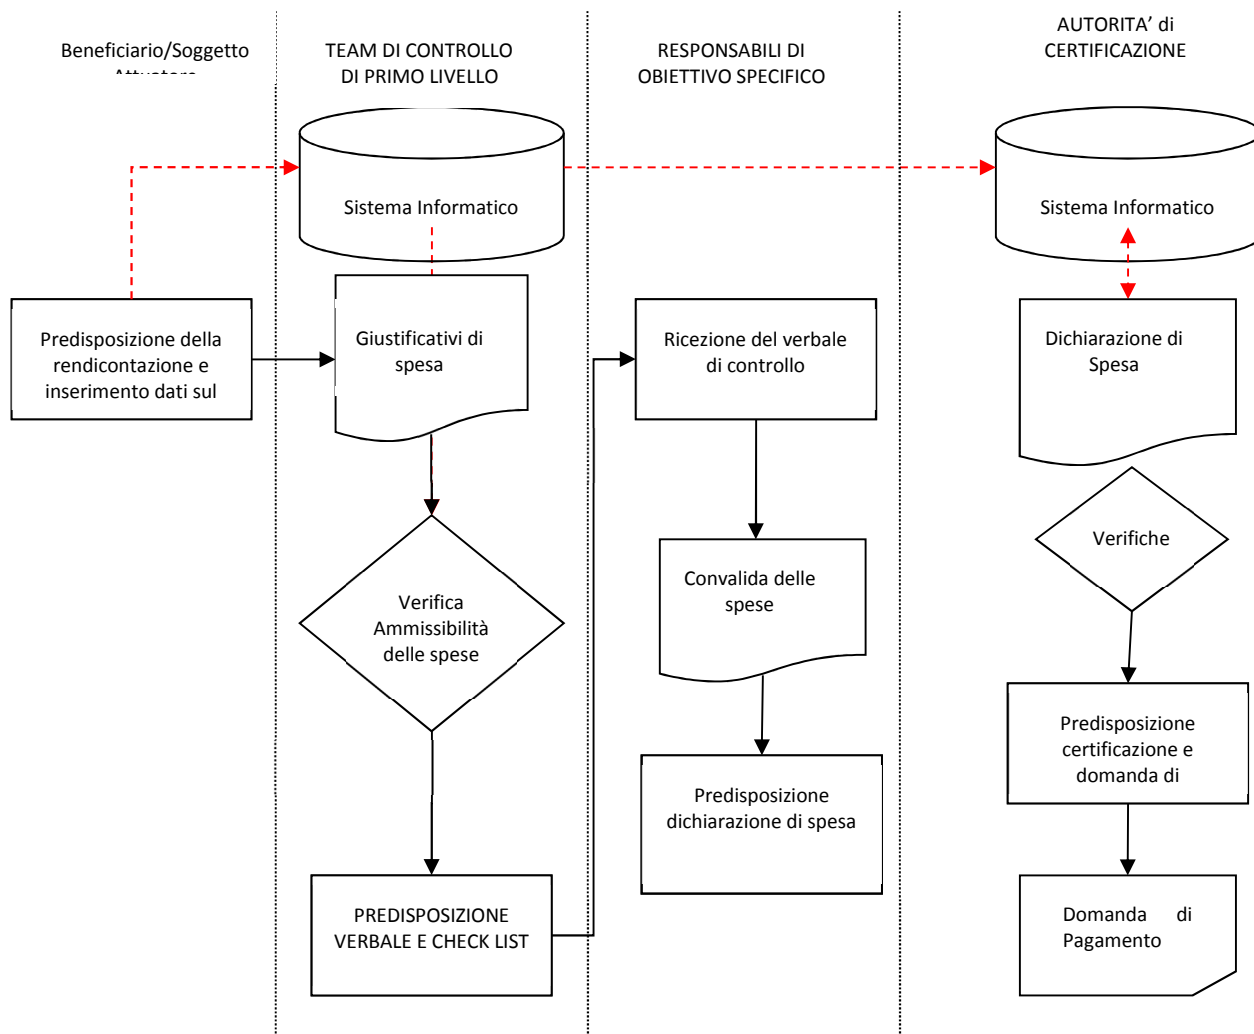 Beneficiario/Soggetto
TEAM DI CONTROLLO
DI PRIMO LIVELLO
RESPONSABILI DI
OBIETTIVO SPECIFICO
AUTORITA’ di
CERTIFICAZIONE
Sistema Informatico
Sistema Informatico
Predisposizione della
rendicontazione e
inserimento dati sul
Giustificativi di
spesa
Ricezione del verbale
di controllo
Dichiarazione di
Spesa
Verifica
Ammissibilità
delle spese
Convalida delle
spese
Verifiche
Predisposizione
dichiarazione di spesa
Predisposizione
certificazione e
domanda di
PREDISPOSIZIONE
VERBALE E CHECK LIST
Domanda di
Pagamento